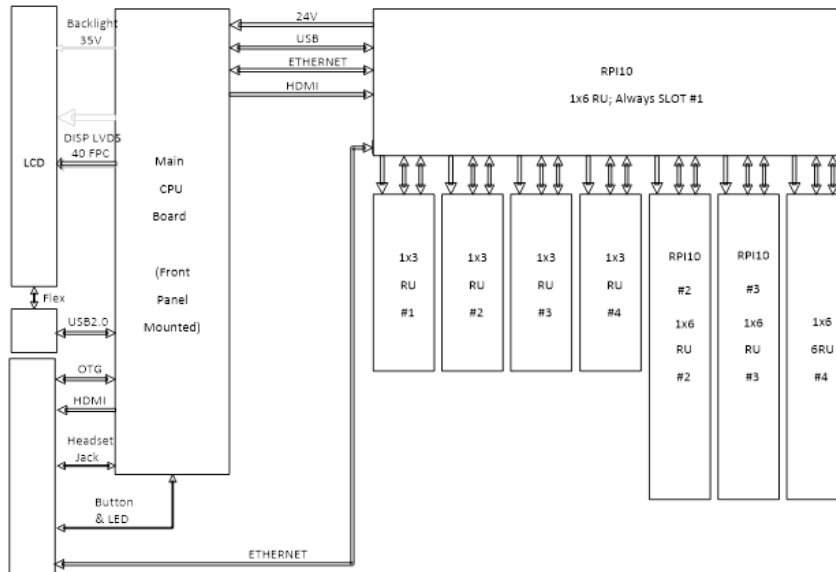 Backlight
35V
24V
USB
ETHERNET
HDMI
RPI10
1x6 RU; Always SLOT #1
DISP LVDS
40 FPC
LCD
Main
CPU
Board
(Front
Panel
Mounted)
Flex
USB2.0
OTG
HDMI
Headset
Jack
Button
& LED
ETHERNET
1x3
RU
#1
1x3
RU
#2
1x3
RU
#3
1x3
RU
#4
RPI10
#2
1x6
RU
#2
RPI10
#3
1x6
RU
#3
1x6
6RU
#4